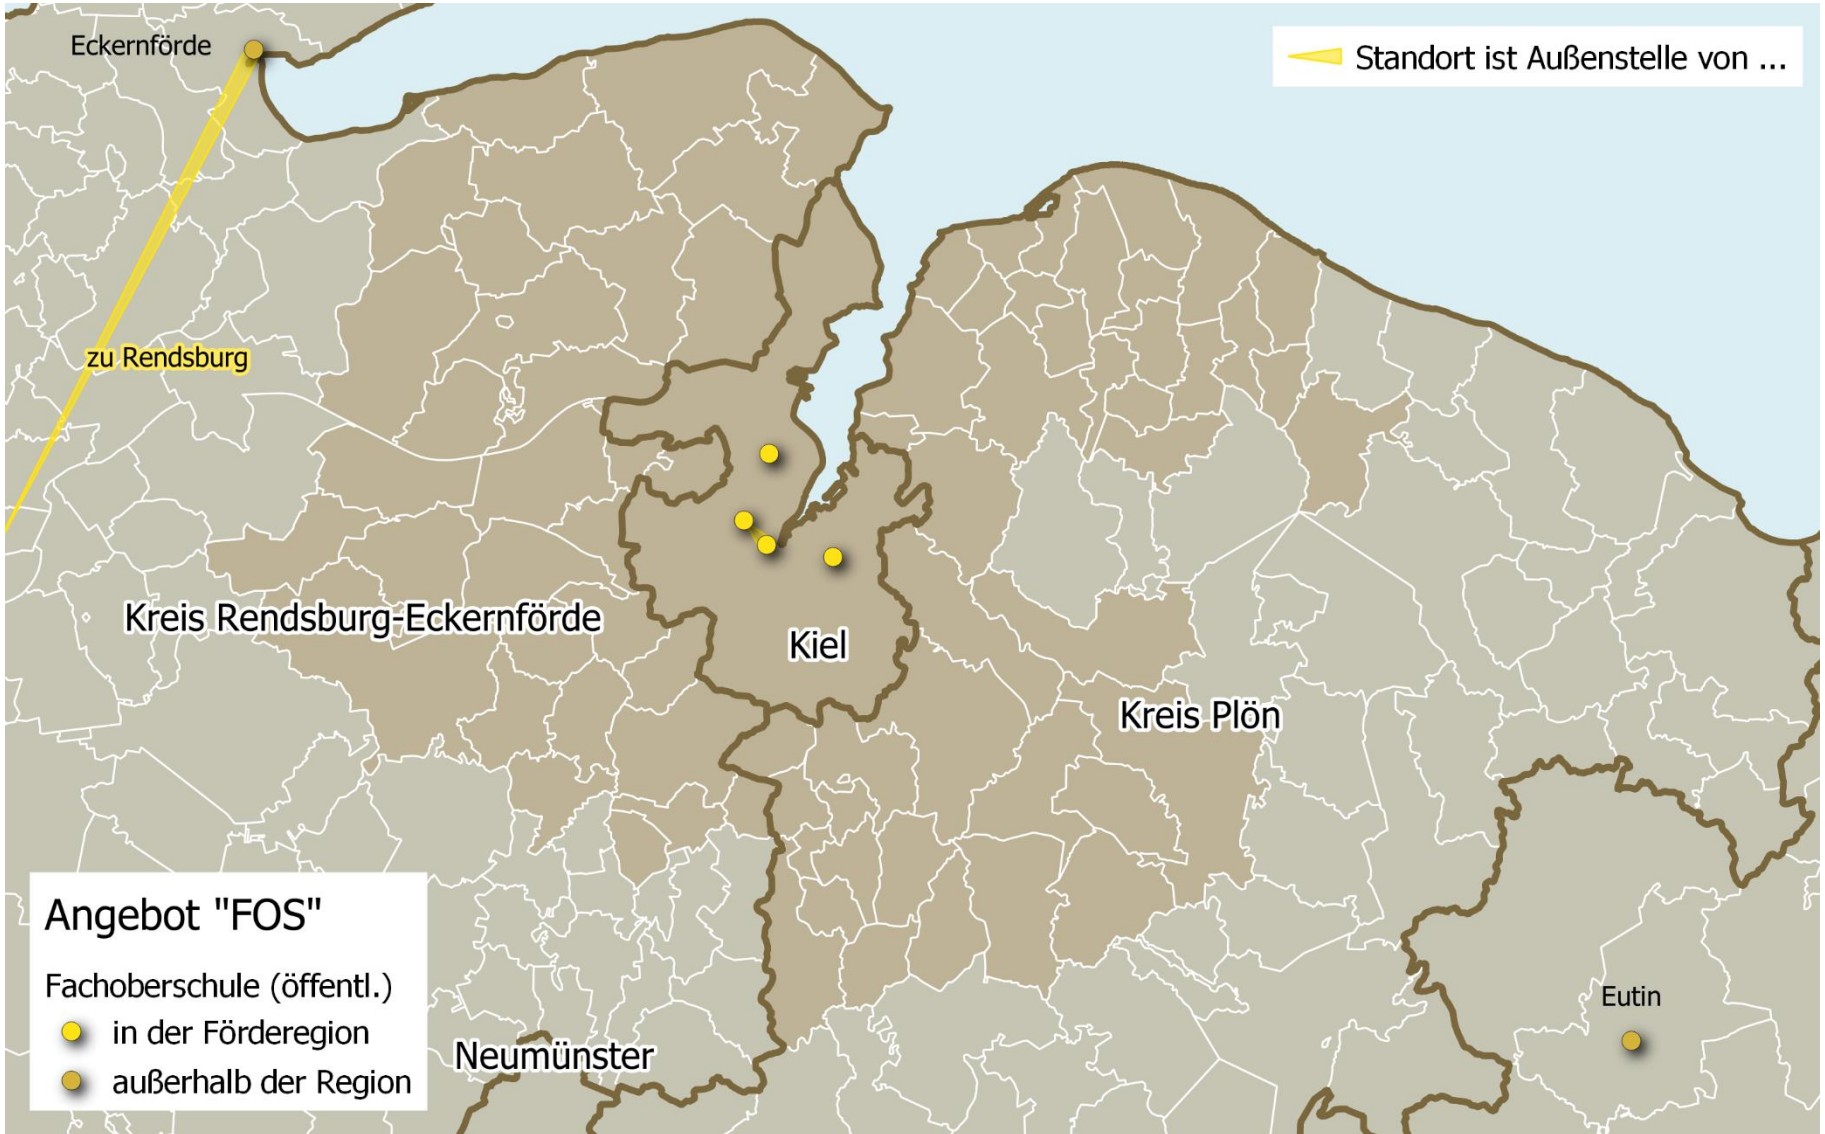 Eckernförde
Standort ist Außenstelle von ...
zu Rendsburg
Kreis Rendsburg-Eckernförde
Kiel
Kreis Plön
Angebot "FOS"
Fachoberschule (öffentl.)
in der Förderegion
außerhalb der Region
Neumünster
Eutin